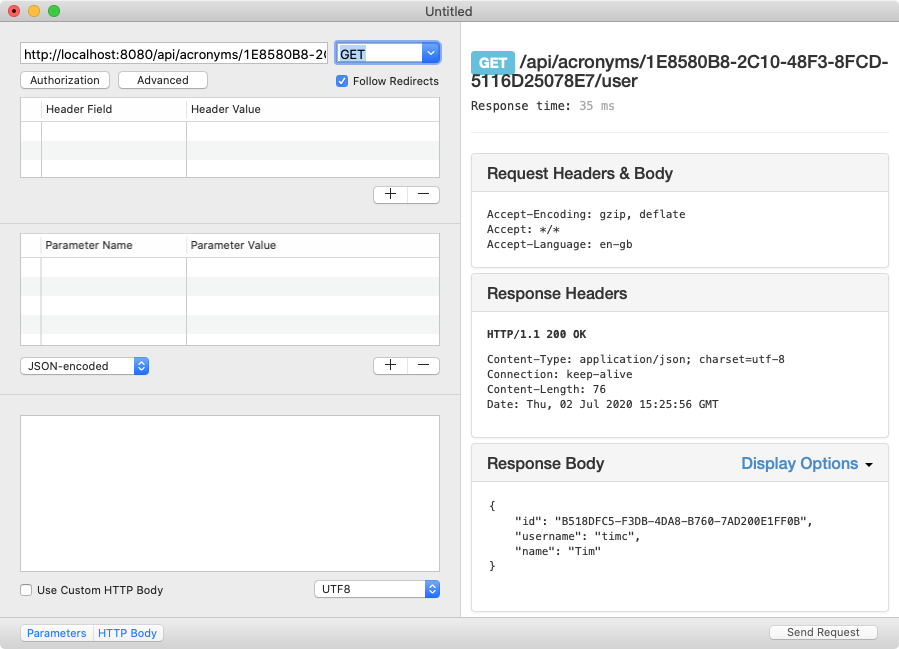 Untitled
http://localhost:8080/api/acronyms/1E8580B8-2
GET
Authorization
Advanced
Follow Redirects
Header Field
Header Value
+
−
Parameter Name
Parameter Value
JSON-encoded
+
−
Use Custom HTTP Body
UTF8
Parameters
HTTP Body
GET /api/acronyms/1E8580B8-2C10-48F3-8FCD-
5116D25078E7/user
Response time: 35 ms
Request Headers & Body
Accept-Encoding: gzip, deflate
Accept: */*
Accept-Language: en-gb
Response Headers
HTTP/1.1 200 OK
Content-Type: application/json; charset=utf-8
Connection: keep-alive
Content-Length: 76
Date: Thu, 02 Jul 2020 15:25:56 GMT
Response Body
Display Options
{
"id": "B518DFC5-F3DB-4DA8-B760-7AD200E1FF0B",
"username": "timc",
"name": "Tim"
}
Send Request